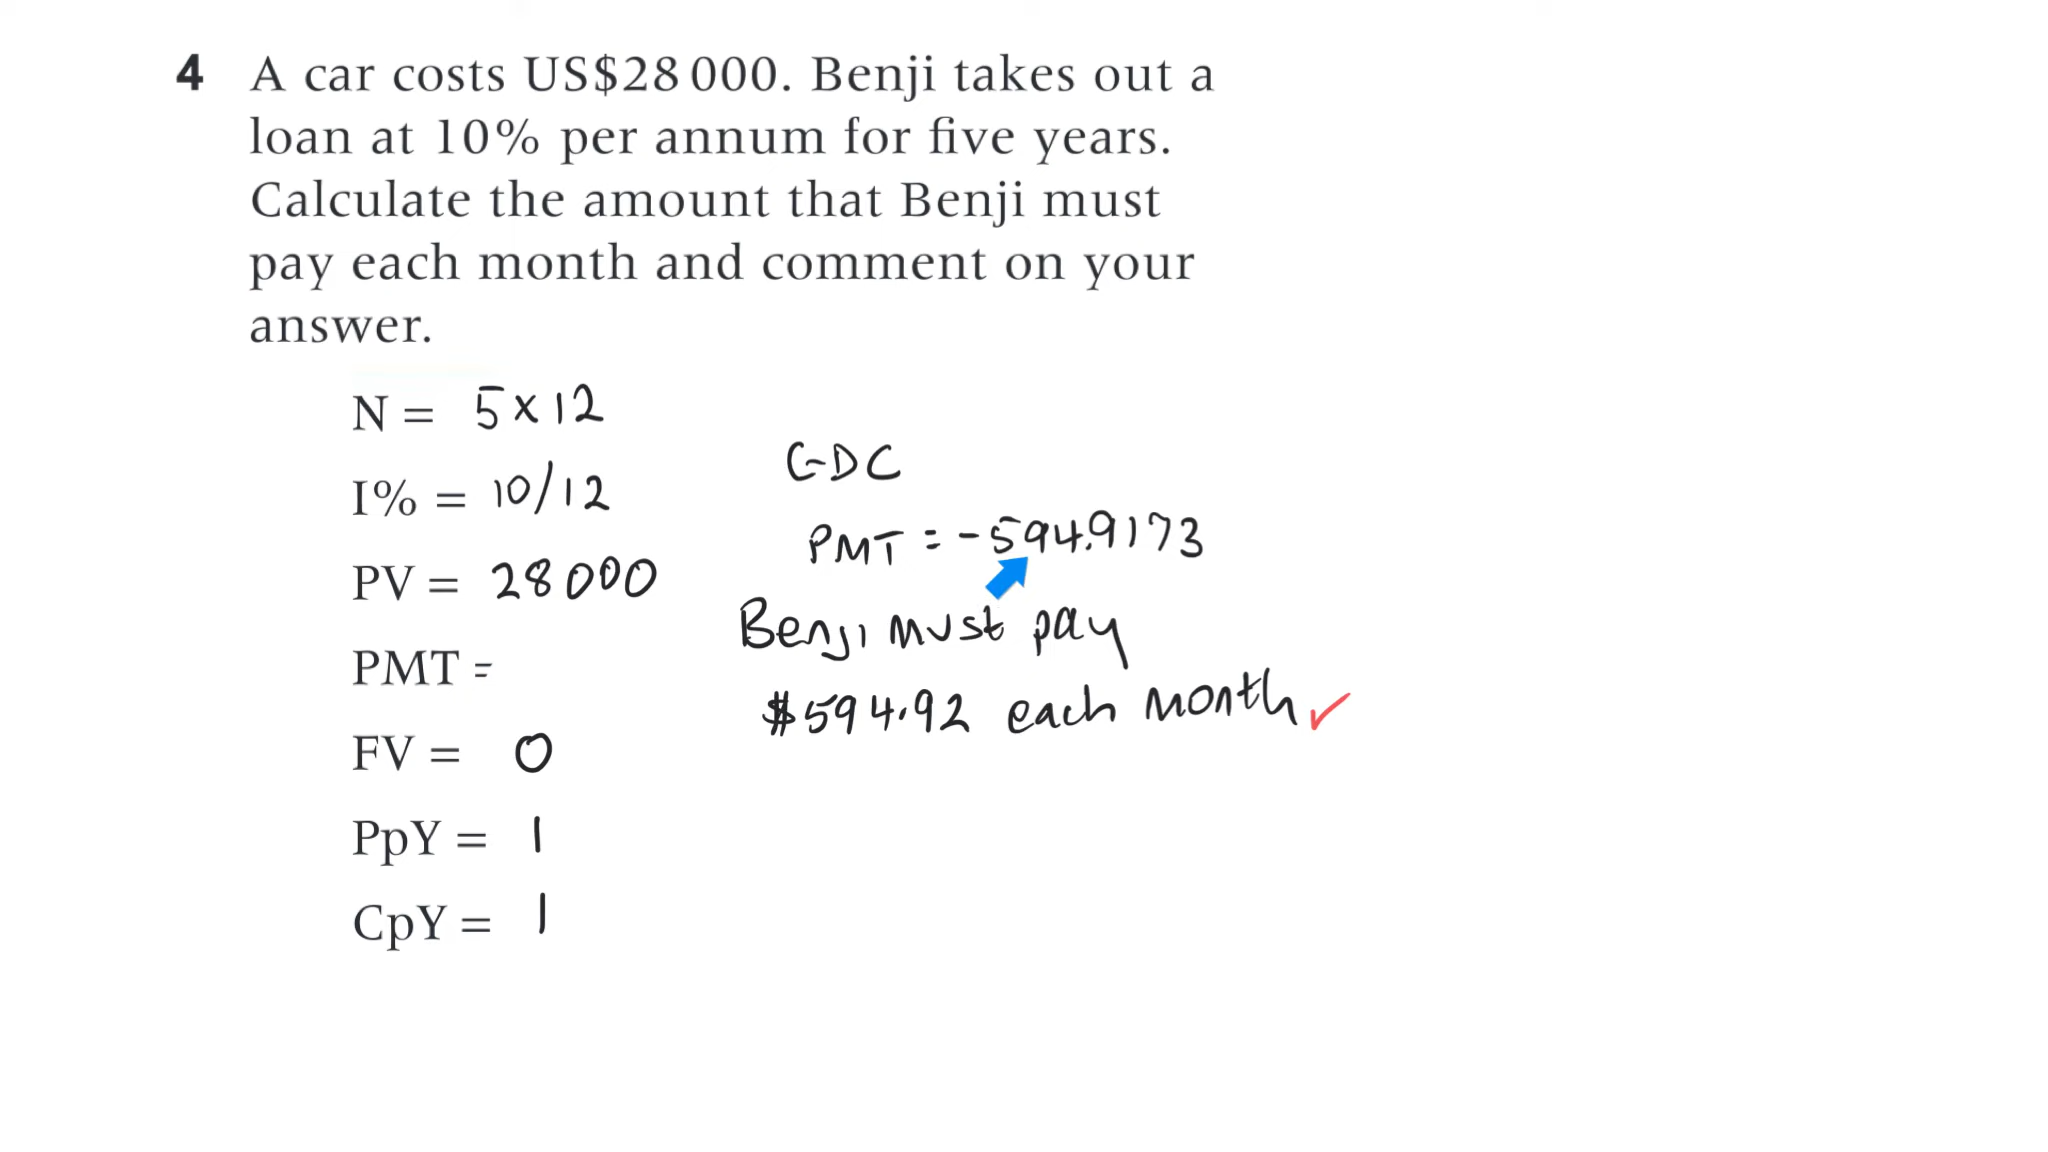 4 A car costs US$28 000. Benji takes out a
loan at 10% per annum for five years.
Calculate the amount that Benji must
pay each month and comment on your
answer.
N = 5 × 12
I% = 10/12
PV = 28000
PMT =
FV = 0
PpY = 1
CpY = 1
GDC
PMT = -594.9173
Benji must pay
$594.92 each month